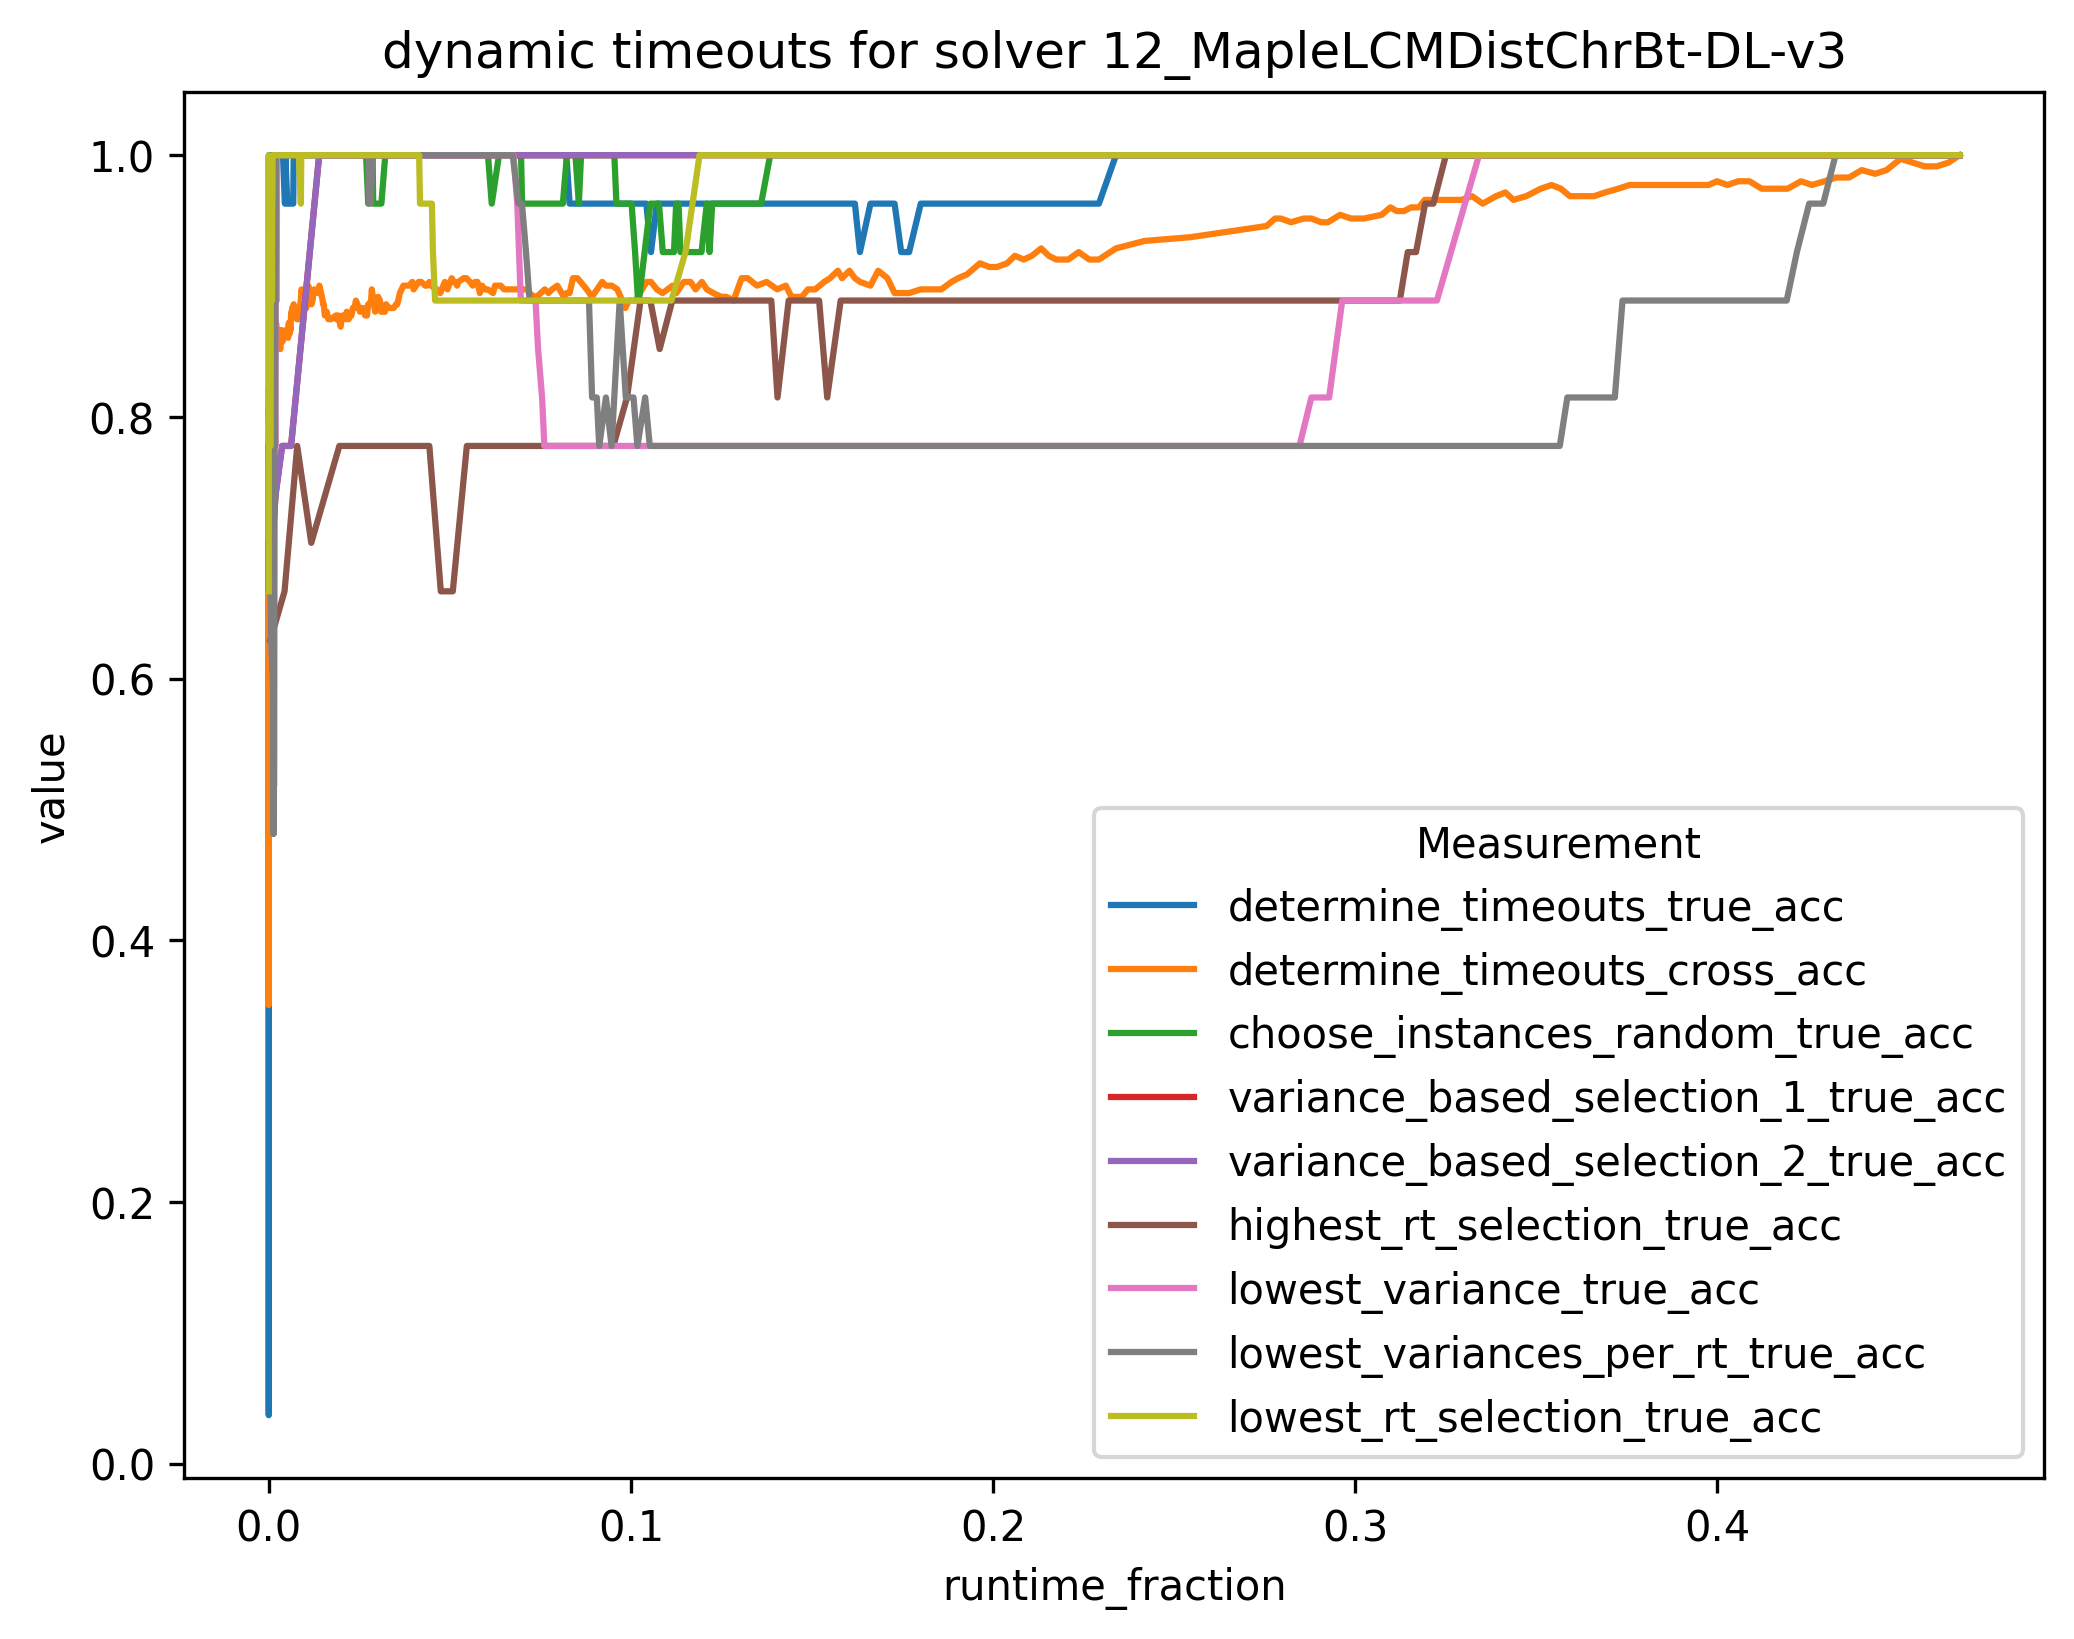 dynamic timeouts for solver 12_MapleLCMDistChrBt-DL-v3
1.0
0.8
0.6
0.4
0.2
0.0
value
Measurement
determine_timeouts_true_acc
determine_timeouts_cross_acc
choose_instances_random_true_acc
variance_based_selection_1_true_acc
variance_based_selection_2_true_acc
highest_rt_selection_true_acc
lowest_variance_true_acc
lowest_variances_per_rt_true_acc
lowest_rt_selection_true_acc
0.0 0.1 0.2 0.3 0.4
runtime_fraction